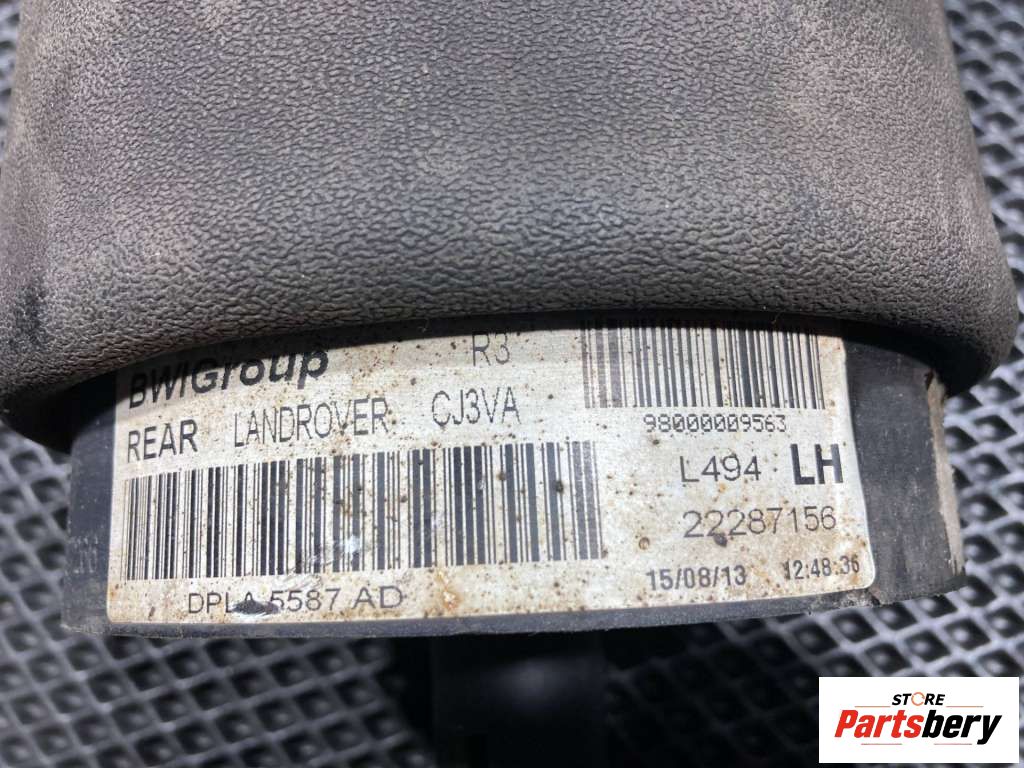 BWIGroup R3
REAR LANDROVER CJ3VA
98000009563
L494 LH
22287156
DPLA 5587 AD
15/08/13 12:48.36
STORE
Partsbery